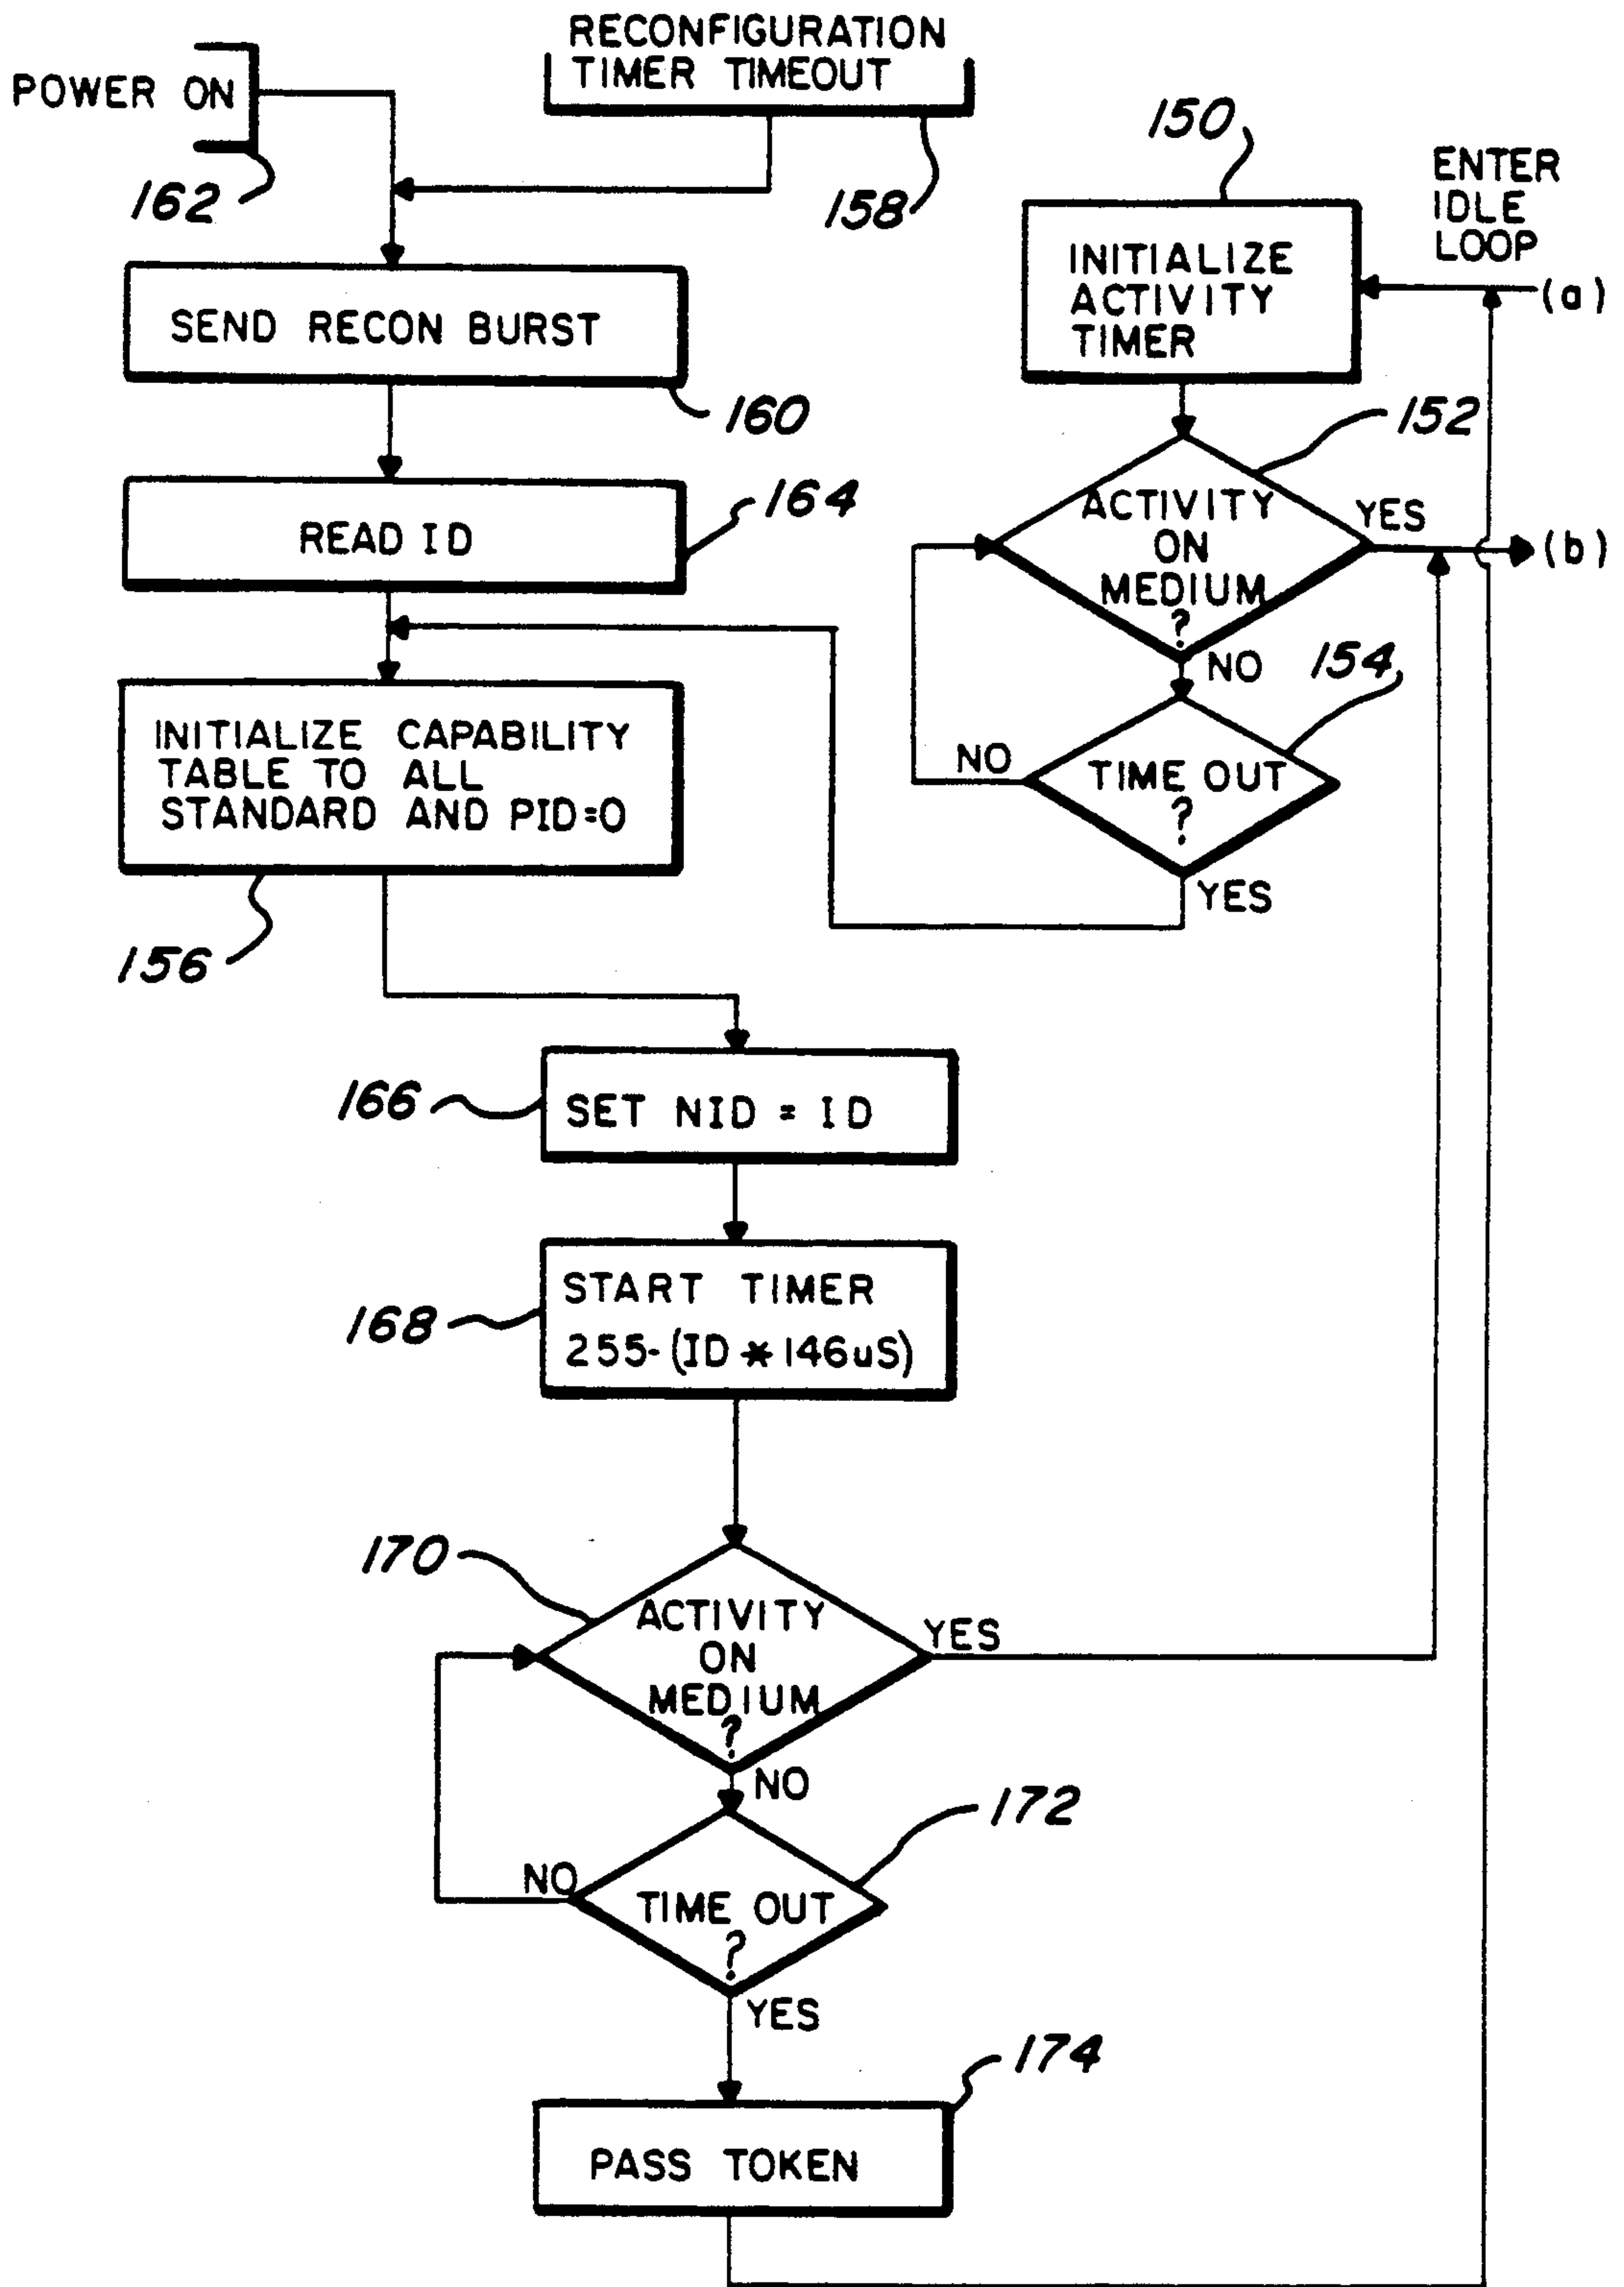 RECONFIGURATION
TIMER TIMEOUT
POWER ON
162
158
150
ENTER
IDLE
LOOP
(a)
INITIALIZE
ACTIVITY
TIMER
SEND RECON BURST
160
152
ACTIVITY
ON
MEDIUM
?
YES
(b)
NO
READ ID
164
154
TIME OUT
?
NO
YES
INITIALIZE CAPABILITY
TABLE TO ALL
STANDARD AND PID=0
156
166
SET NID = ID
168
START TIMER
255-(ID * 146uS)
170
ACTIVITY
ON
MEDIUM
?
YES
NO
172
NO
TIME OUT
?
YES
174
PASS TOKEN